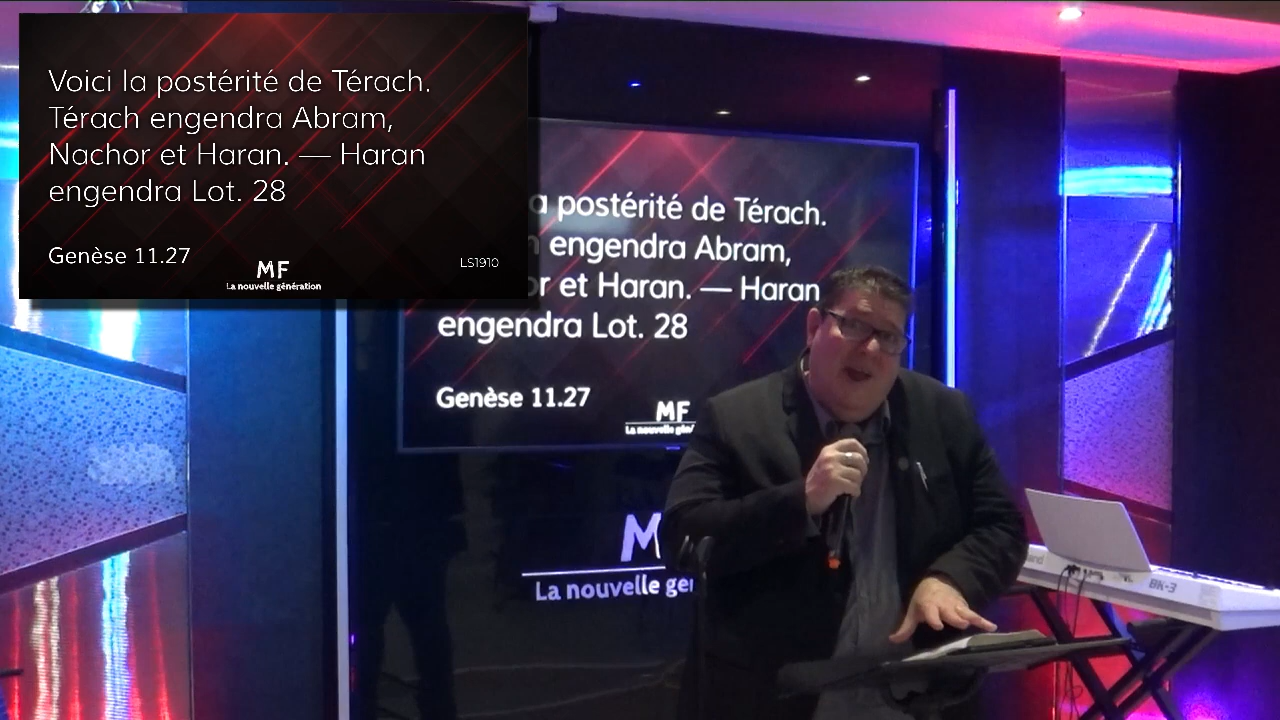 Voici la postérité de Térach.
Térach engendra Abram,
Nachor et Haran. — Haran
engendra Lot. 28
Genèse 11.27
MF
La nouvelle génération
LS1910
a postérité de Térach.
engendra Abram,
or et Haran. — Haran
engendra Lot. 28
Genèse 11.27
MF
La nouvelle géné
M
La nouvelle gé
BK-3